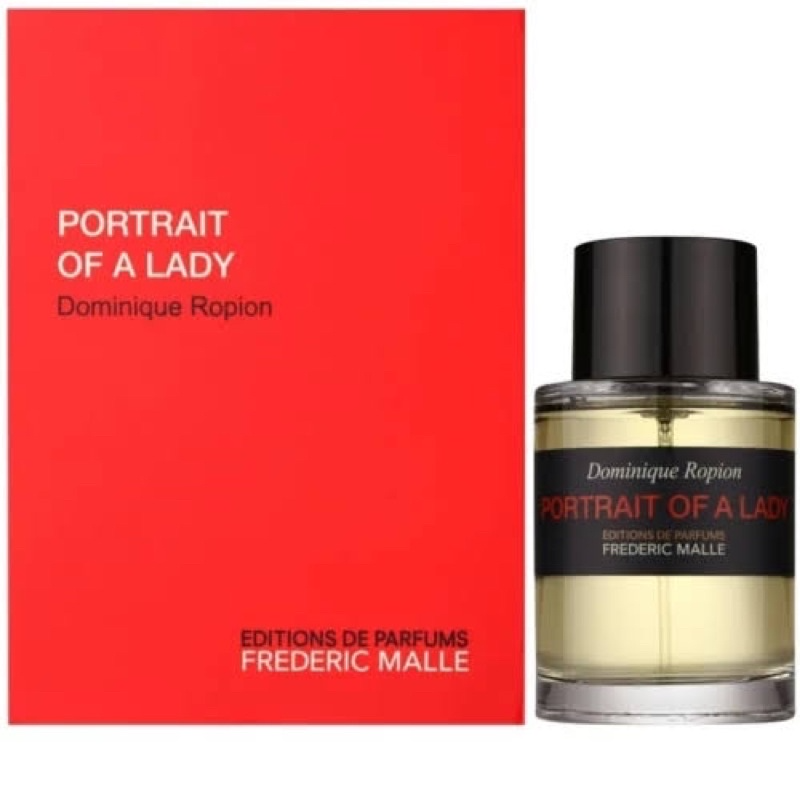 PORTRAIT
OF A LADY
Dominique Ropion
EDITIONS DE PARFUMS
FREDERIC MALLE
Dominique Ropion
PORTRAIT OF A LADY
EDITIONS DE PARFUMS
FREDERIC MALLE